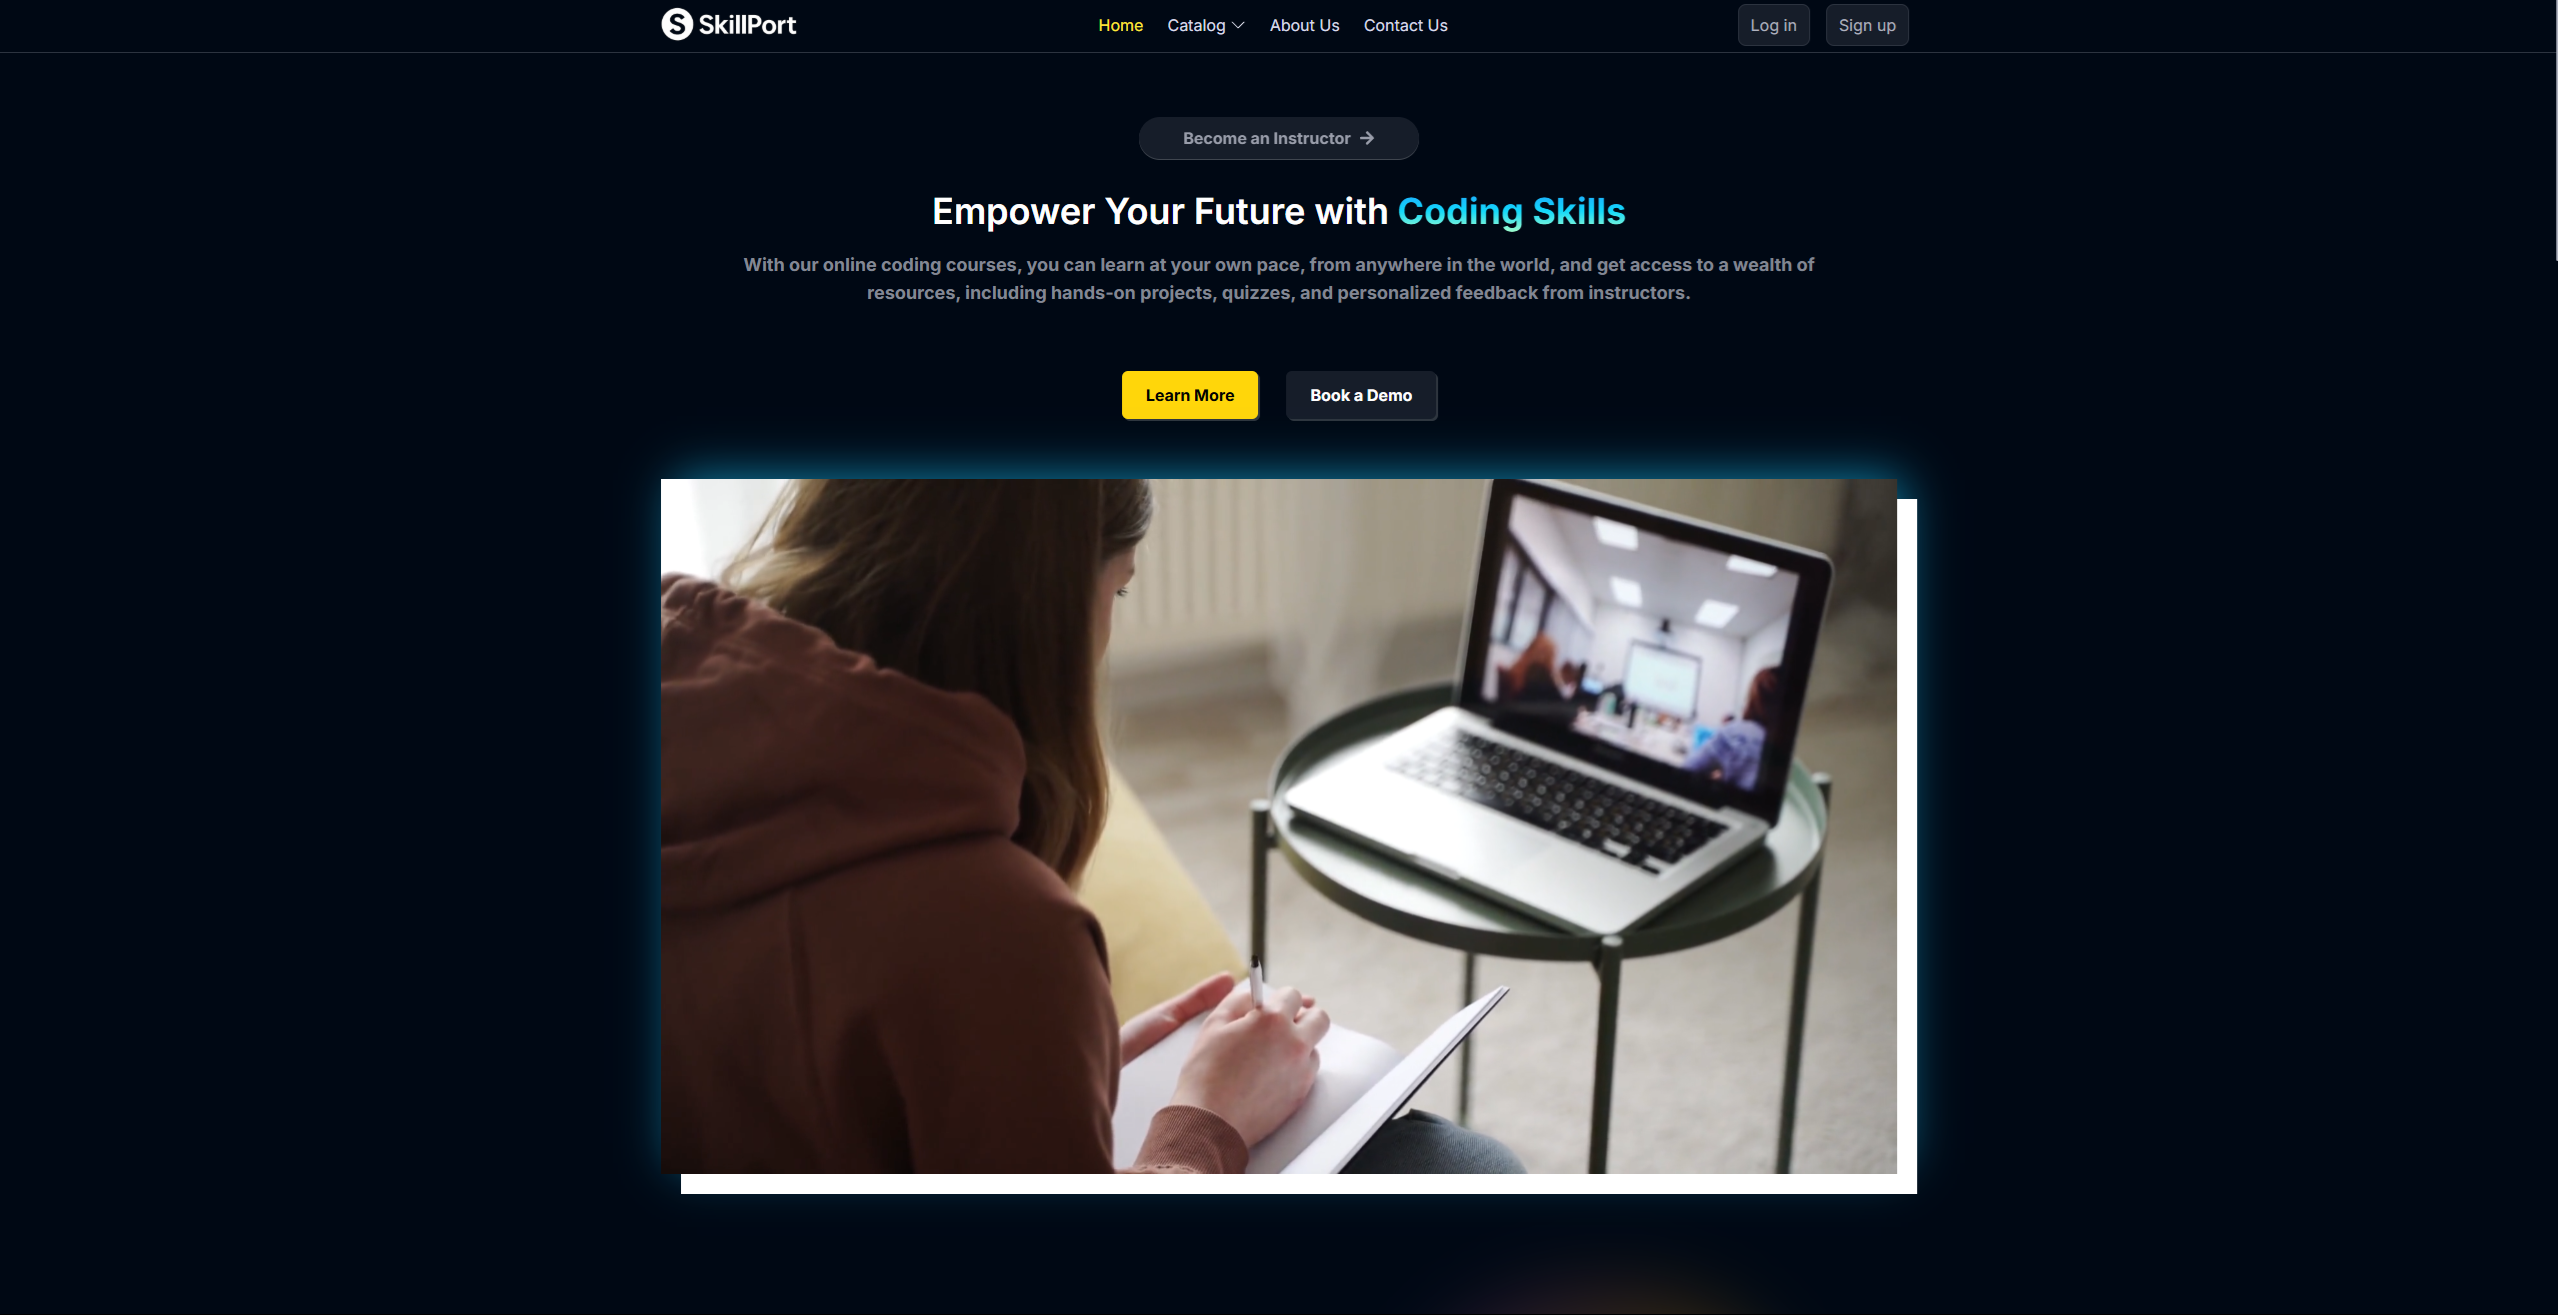 SkillPort
Home
Catalog
About Us
Contact Us
Log in
Sign up
Become an Instructor →
Empower Your Future with Coding Skills
With our online coding courses, you can learn at your own pace, from anywhere in the world, and get access to a wealth of
resources, including hands-on projects, quizzes, and personalized feedback from instructors.
Learn More
Book a Demo